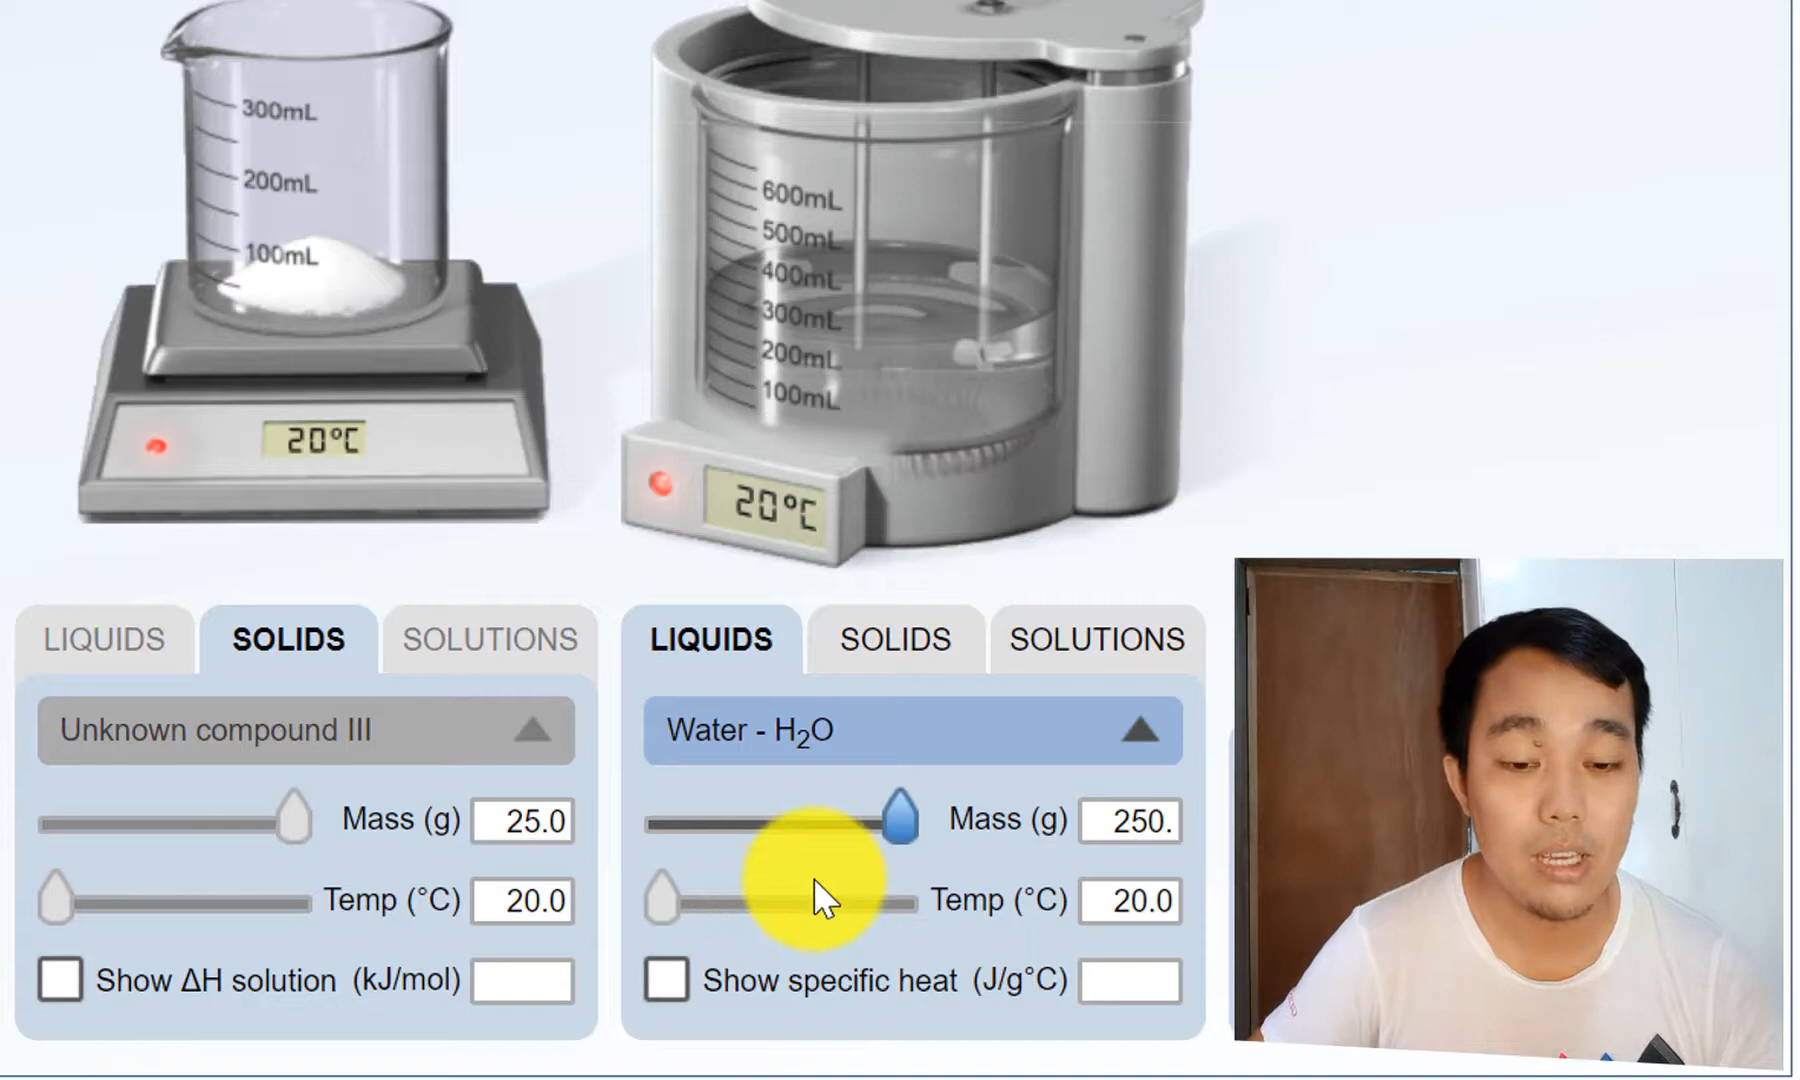 300mL
200mL
100mL
20°C
600mL
500mL
400mL
300mL
200mL
100mL
20°C
LIQUIDS SOLIDS SOLUTIONS
Unknown compound III
Mass (g) 25.0
Temp (°C) 20.0
Show ΔH solution (kJ/mol)
LIQUIDS SOLIDS SOLUTIONS
Water - H₂O
Mass (g) 250.
Temp (°C) 20.0
Show specific heat (J/g°C)